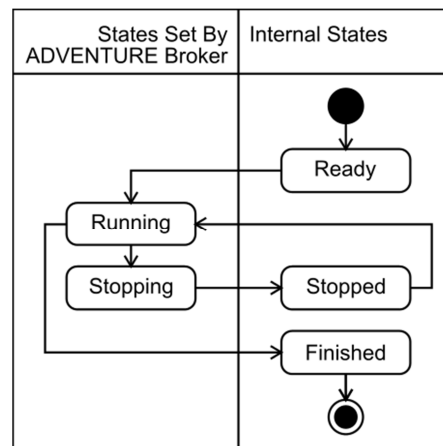 States Set By
ADVENTURE Broker
Internal States
Ready
Running
Stopping
Stopped
Finished